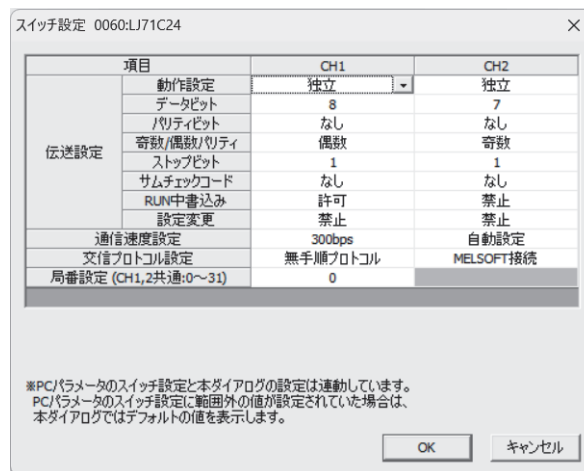 スイッチ設定 0060:LJ71C24
項目 CH1 CH2
伝送設定 動作設定 独立 独立
データビット 8 7
パリティビット なし なし
奇数/偶数パリティ 偶数 奇数
ストップビット 1 1
サムチェックコード なし なし
RUN中書込み 許可 禁止
設定変更 禁止 禁止
通信速度設定 300bps 自動設定
交信プロトコル設定 無手順プロトコル MELSOFT接続
局番設定 (CH1,2共通:0～31) 0
※PCパラメータのスイッチ設定と本ダイアログの設定は連動しています。
PCパラメータのスイッチ設定に範囲外の値が設定されていた場合は、
本ダイアログではデフォルトの値を表示します。
OK キャンセル